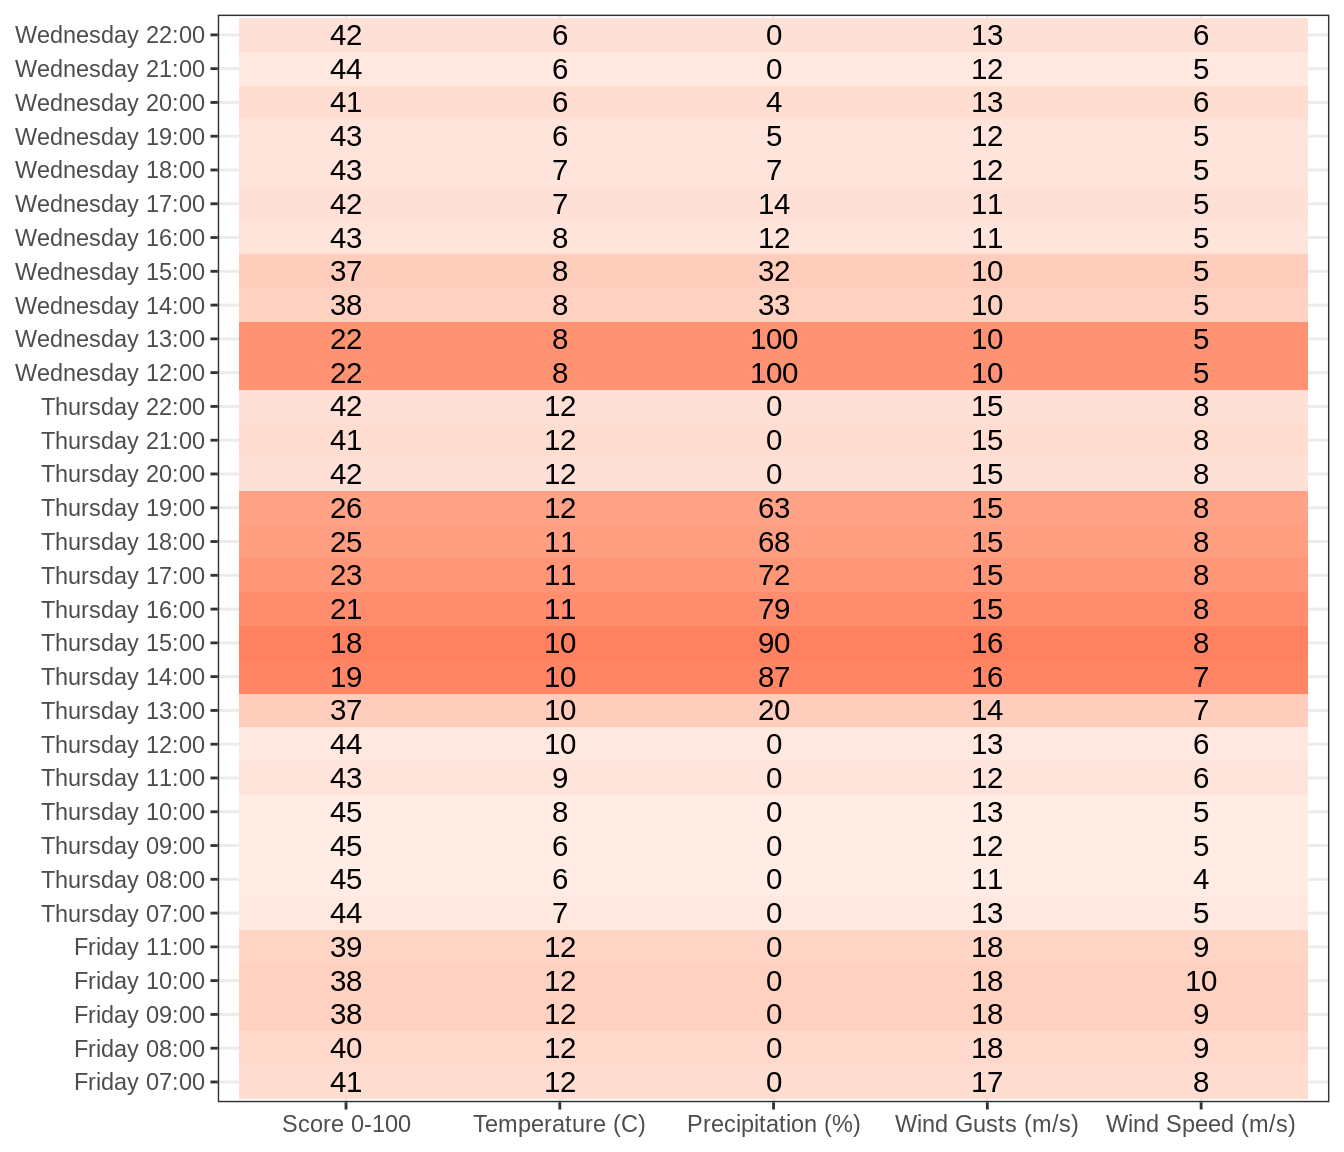 Wednesday 22:00 42 6 0 13 6
Wednesday 21:00 44 6 0 12 5
Wednesday 20:00 41 6 4 13 6
Wednesday 19:00 43 6 5 12 5
Wednesday 18:00 43 7 7 12 5
Wednesday 17:00 42 7 14 11 5
Wednesday 16:00 43 8 12 11 5
Wednesday 15:00 37 8 32 10 5
Wednesday 14:00 38 8 33 10 5
Wednesday 13:00 22 8 100 10 5
Wednesday 12:00 22 8 100 10 5
Thursday 22:00 42 12 0 15 8
Thursday 21:00 41 12 0 15 8
Thursday 20:00 42 12 0 15 8
Thursday 19:00 26 12 63 15 8
Thursday 18:00 25 11 68 15 8
Thursday 17:00 23 11 72 15 8
Thursday 16:00 21 11 79 15 8
Thursday 15:00 18 10 90 16 8
Thursday 14:00 19 10 87 16 7
Thursday 13:00 37 10 20 14 7
Thursday 12:00 44 10 0 13 6
Thursday 11:00 43 9 0 12 6
Thursday 10:00 45 8 0 13 5
Thursday 09:00 45 6 0 12 5
Thursday 08:00 45 6 0 11 4
Thursday 07:00 44 7 0 13 5
Friday 11:00 39 12 0 18 9
Friday 10:00 38 12 0 18 10
Friday 09:00 38 12 0 18 9
Friday 08:00 40 12 0 18 9
Friday 07:00 41 12 0 17 8
Score 0-100 Temperature (C) Precipitation (%) Wind Gusts (m/s) Wind Speed (m/s)